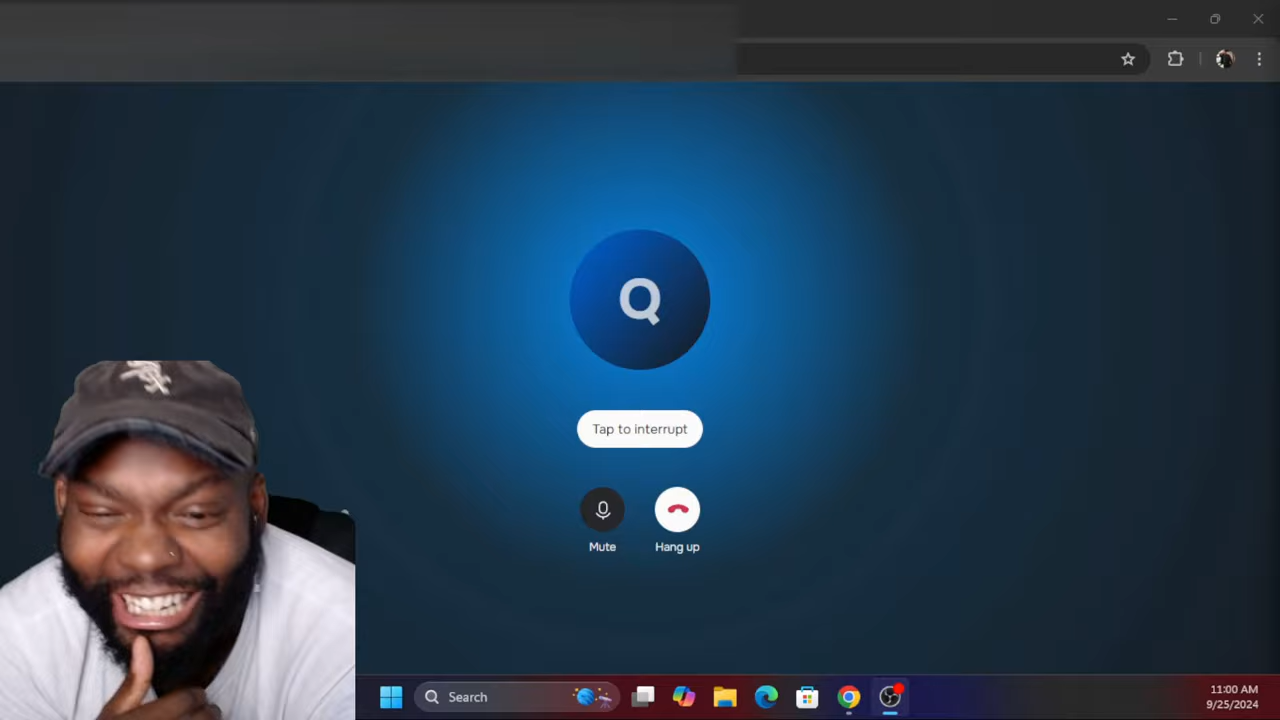 Q
Tap to interrupt
Mute
Hang up
Search
11:00 AM
9/25/2024